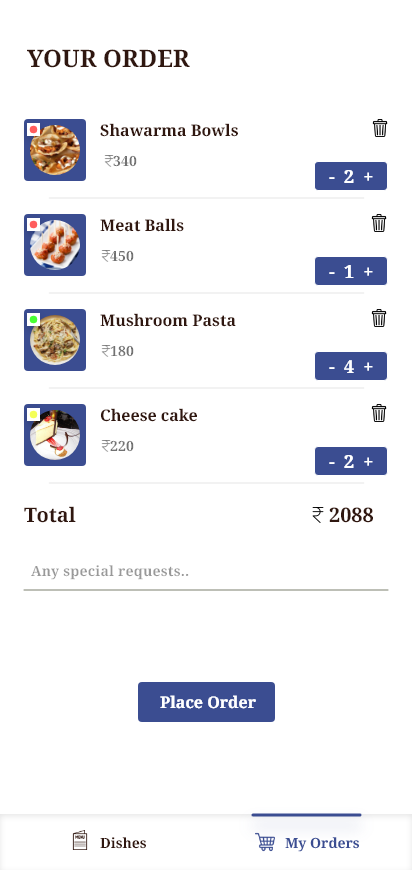 YOUR ORDER
Shawarma Bowls
₹340
- 2 +
Meat Balls
₹450
- 1 +
Mushroom Pasta
₹180
- 4 +
Cheese cake
₹220
- 2 +
Total ₹ 2088
Any special requests..
Place Order
MENU Dishes My Orders